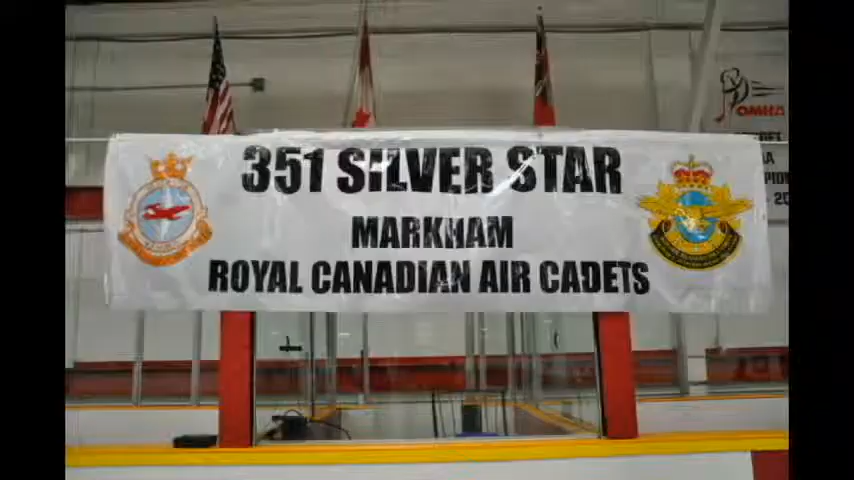 351 SILVER STAR
MARKHAM
ROYAL CANADIAN AIR CADETS
OMHA